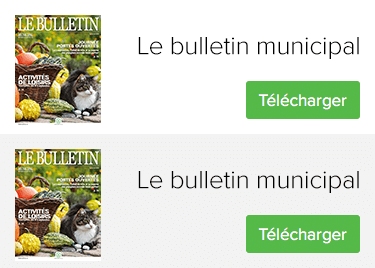 LE BULLETIN
Le bulletin municipal
JOURNÉE
PORTES OUVERTES
ACTIVITÉS
DE LOISIRS
Télécharger
LE BULLETIN
Le bulletin municipal
JOURNÉE
PORTES OUVERTES
ACTIVITÉS
DE LOISIRS
Télécharger